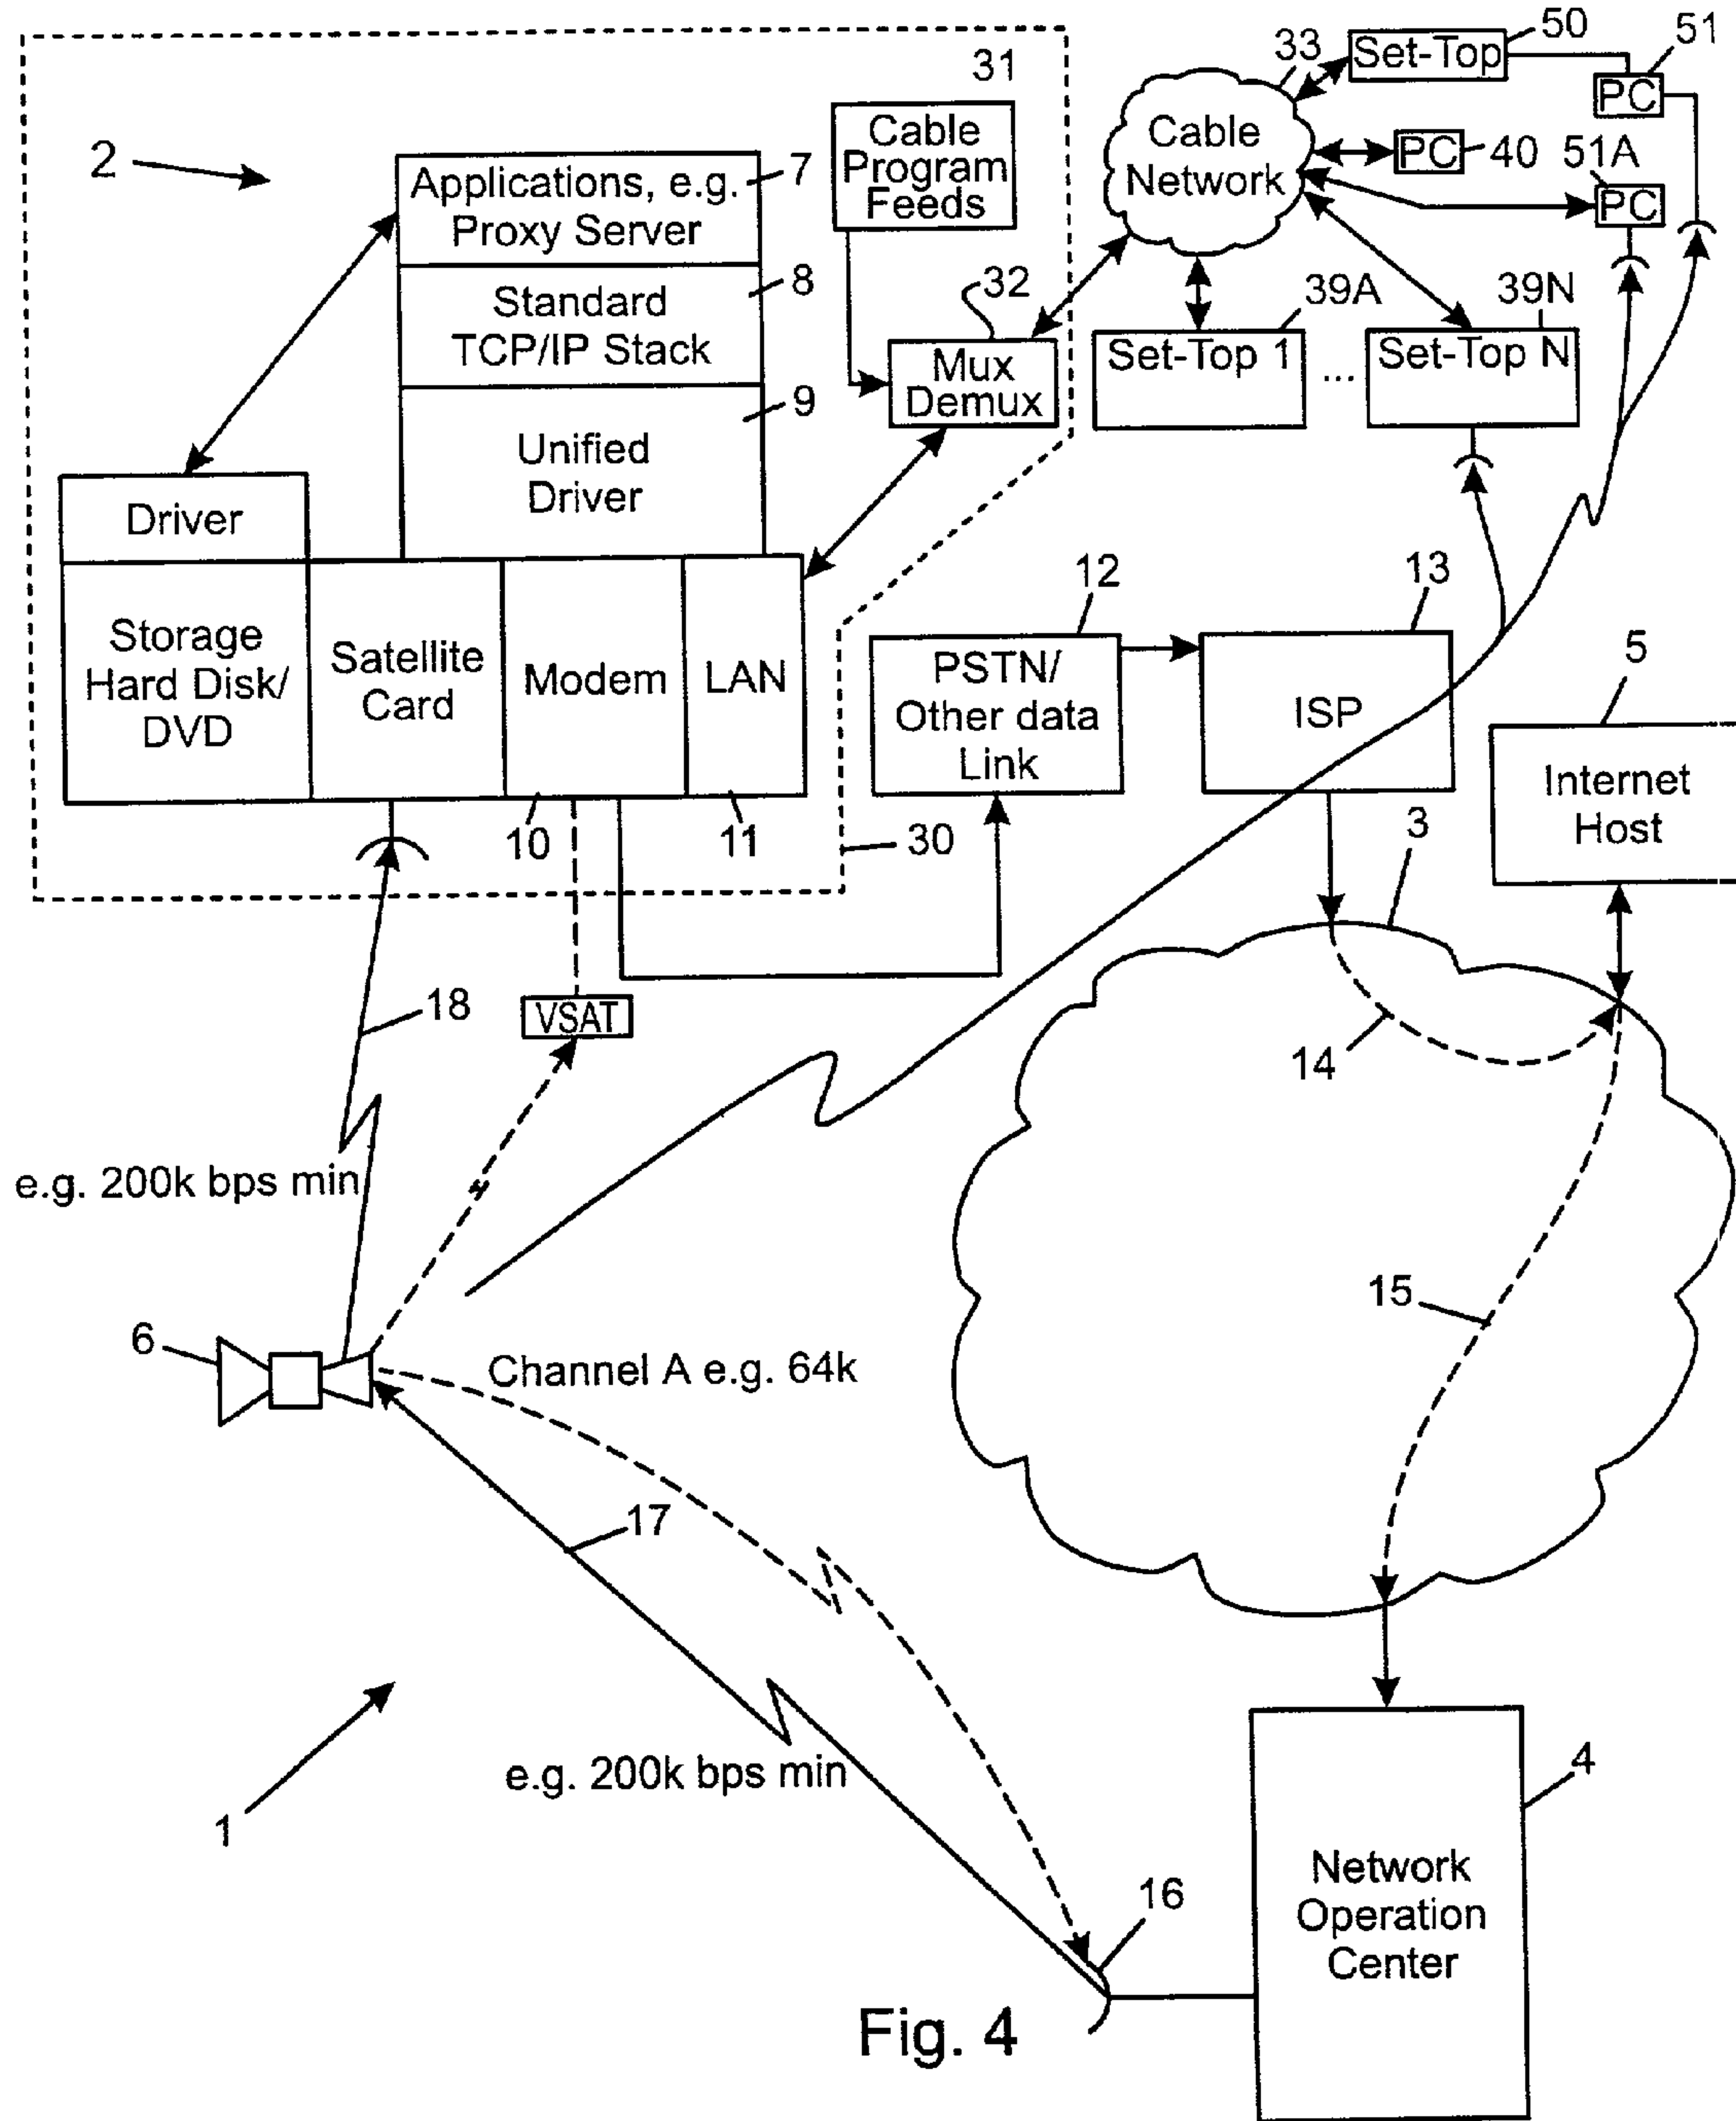 50
51
33
Set-Top
31
PC
Cable
Program
Feeds
Cable
Network
PC
40
51A
2
Applications, e.g.
Proxy Server
7
PC
Standard
TCP/IP Stack
8
32
39A
39N
Mux
Demux
Set-Top 1
...
Set-Top N
9
Unified
Driver
Driver
12
13
Storage
Hard Disk/
DVD
Satellite
Card
Modem
LAN
PSTN/
Other data
Link
ISP
5
Internet
Host
10
11
30
3
18
VSAT
14
e.g. 200k bps min
15
6
Channel A e.g. 64k
17
e.g. 200k bps min
4
1
16
Network
Operation
Center
Fig. 4